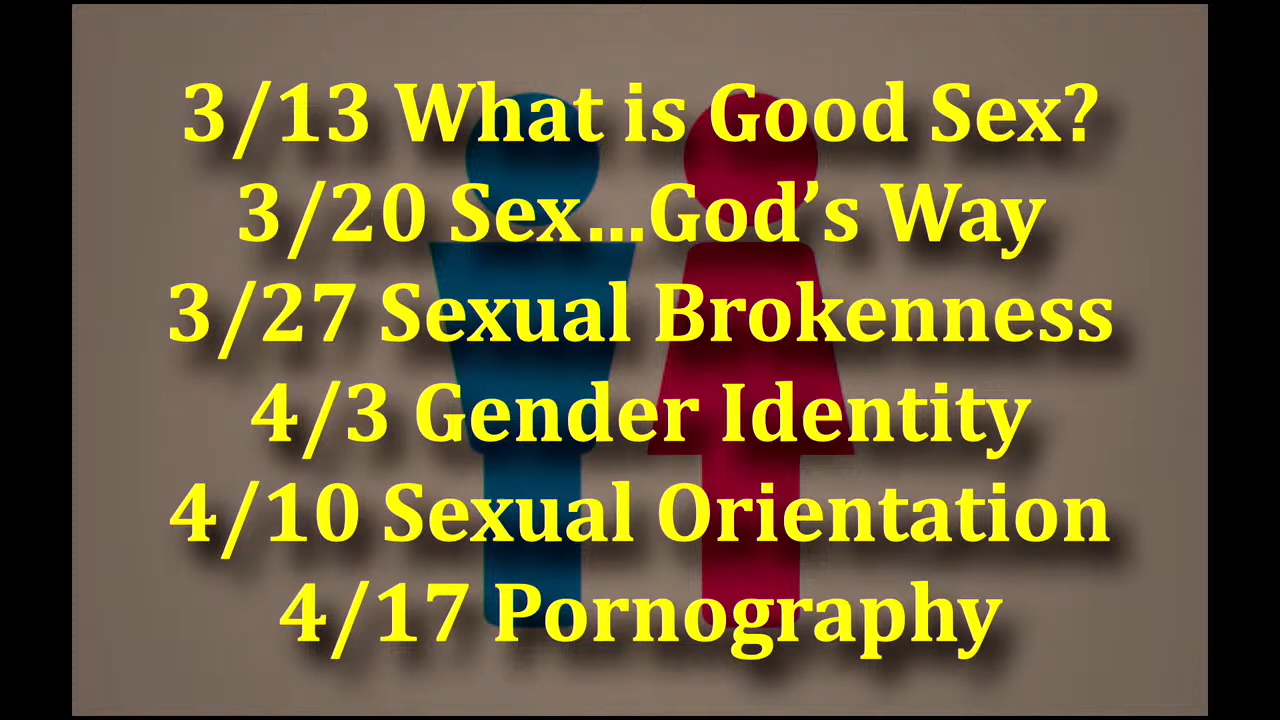 3/13 What is Good Sex?
3/20 Sex...God's Way
3/27 Sexual Brokenness
4/3 Gender Identity
4/10 Sexual Orientation
4/17 Pornography